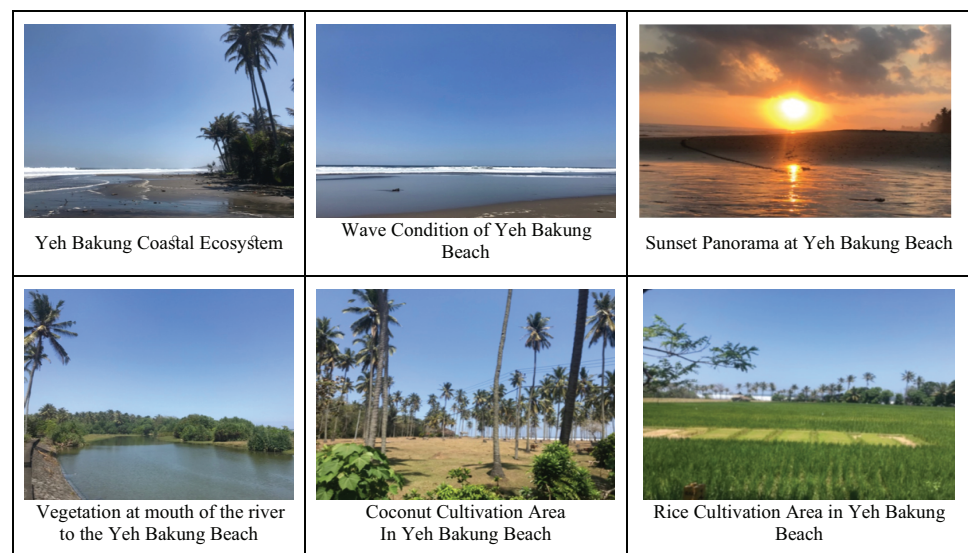 Yeh Bakung Coastal Ecosystem
Wave Condition of Yeh Bakung
Beach
Sunset Panorama at Yeh Bakung Beach
Vegetation at mouth of the river
to the Yeh Bakung Beach
Coconut Cultivation Area
In Yeh Bakung Beach
Rice Cultivation Area in Yeh Bakung
Beach